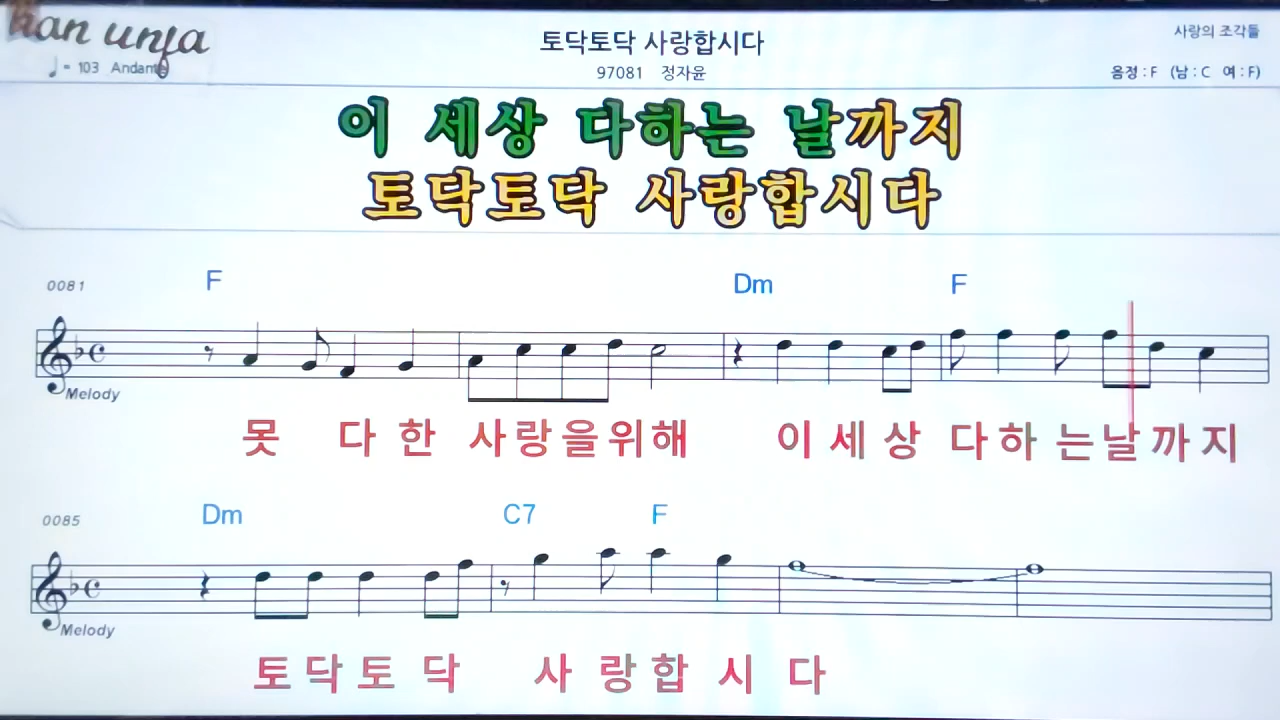 토닥토닥 사랑합시다
사랑의 조각들
♩= 103 Andante
97081 정자윤
음정 : F (남 : C 여 : F)
이 세상 다하는 날까지
토닥토닥 사랑합시다
0081 F Dm F
Melody
못 다 한 사랑을위해 이 세 상 다 하 는날까지
0085 Dm C7 F
Melody
토닥토 닥 사 랑 합 시 다